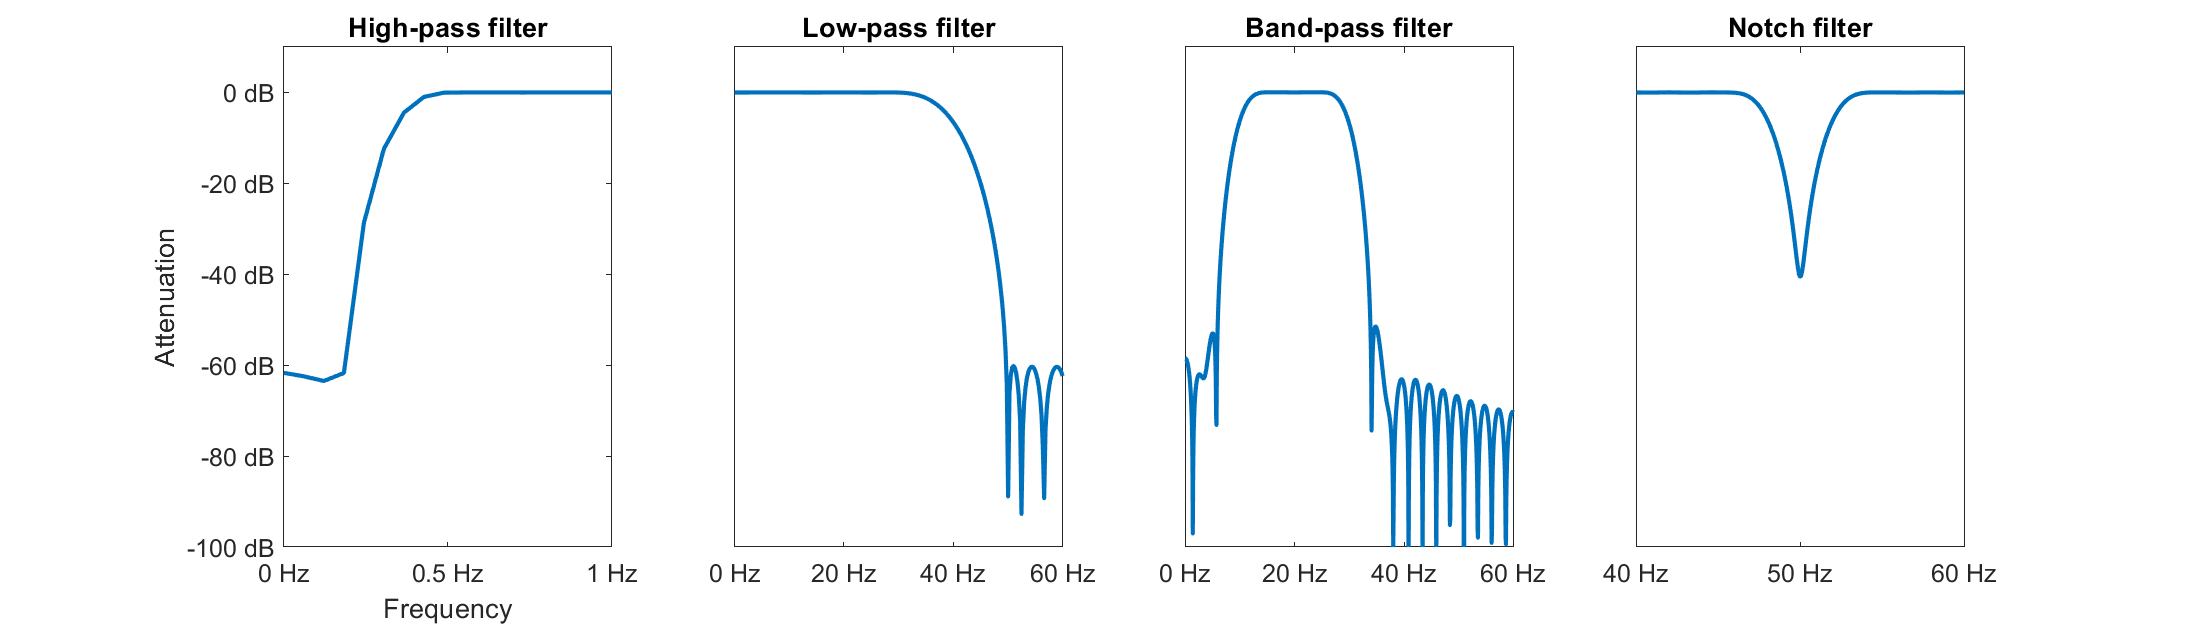 High-pass filter
Low-pass filter
Band-pass filter
Notch filter
0 dB
-20 dB
-40 dB
-60 dB
-80 dB
-100 dB
Attenuation
0 Hz 0.5 Hz 1 Hz
0 Hz 20 Hz 40 Hz 60 Hz
0 Hz 20 Hz 40 Hz 60 Hz
40 Hz 50 Hz 60 Hz
Frequency